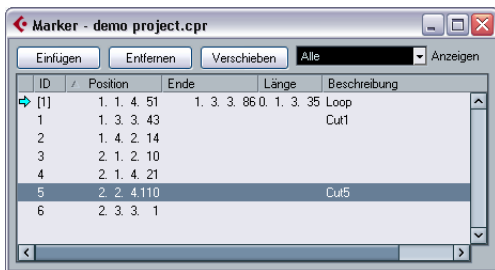 Marker - demo project.cpr
Einfügen Entfernen Verschieben Alle Anzeigen
ID Position Ende Länge Beschreibung
[1] 1. 1. 4. 51 1. 3. 3. 86 0. 1. 3. 35 Loop
1 1. 3. 3. 43 Cut1
2 1. 4. 2. 14
3 2. 1. 2. 10
4 2. 1. 4. 21
5 2. 2. 4.110 Cut5
6 2. 3. 3. 1